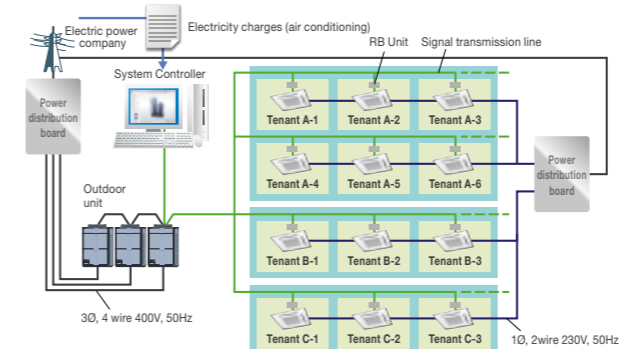 Electric power
company
Electricity charges (air conditioning)
RB Unit
Signal transmission line
System Controller
Power
distribution
board
Tenant A-1
Tenant A-2
Tenant A-3
Tenant A-4
Tenant A-5
Tenant A-6
Power
distribution
board
Outdoor
unit
Tenant B-1
Tenant B-2
Tenant B-3
3Ø, 4 wire 400V, 50Hz
Tenant C-1
Tenant C-2
Tenant C-3
1Ø, 2wire 230V, 50Hz